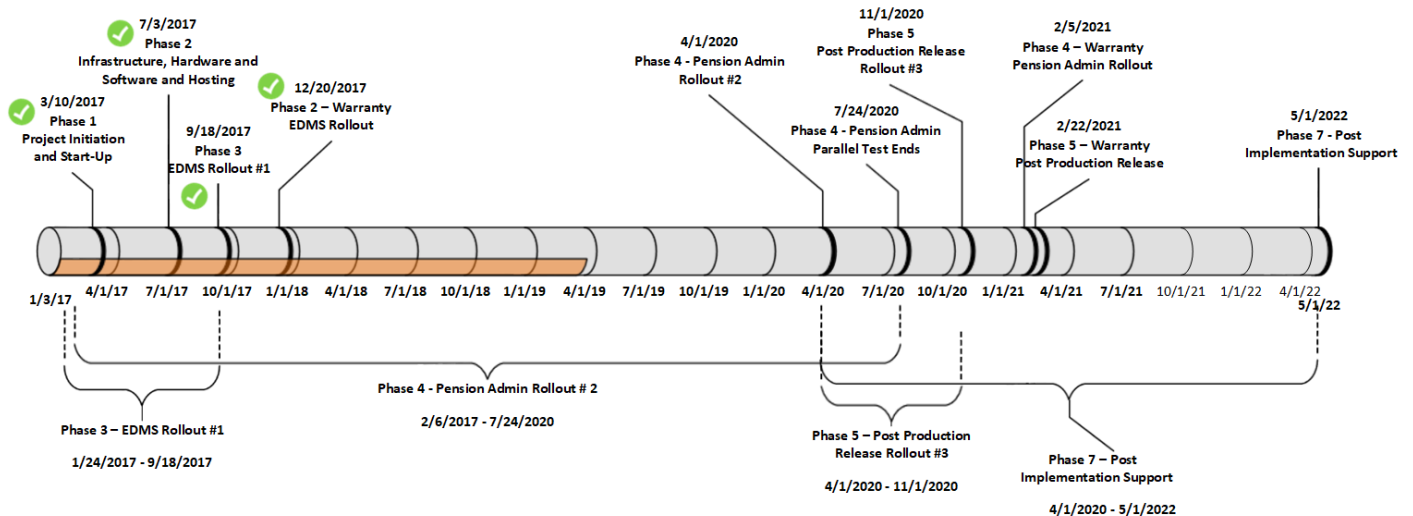 3/10/2017
Phase 1
Project Initiation
and Start-Up
7/3/2017
Phase 2
Infrastructure, Hardware and
Software and Hosting
9/18/2017
Phase 3
EDMS Rollout #1
12/20/2017
Phase 2 – Warranty
EDMS Rollout
4/1/2020
Phase 4 - Pension Admin
Rollout #2
11/1/2020
Phase 5
Post Production Release
Rollout #3
7/24/2020
Phase 4 - Pension Admin
Parallel Test Ends
2/5/2021
Phase 4 – Warranty
Pension Admin Rollout
2/22/2021
Phase 5 – Warranty
Post Production Release
5/1/2022
Phase 7 - Post
Implementation Support
1/3/17
4/1/17
7/1/17
10/1/17
1/1/18
4/1/18
7/1/18
10/1/18
1/1/19
4/1/19
7/1/19
10/1/19
1/1/20
4/1/20
7/1/20
10/1/20
1/1/21
4/1/21
7/1/21
10/1/21
1/1/22
4/1/22
5/1/22
Phase 3 – EDMS Rollout #1
1/24/2017 - 9/18/2017
Phase 4 - Pension Admin Rollout # 2
2/6/2017 - 7/24/2020
Phase 5 – Post Production
Release Rollout #3
4/1/2020 - 11/1/2020
Phase 7 – Post
Implementation Support
4/1/2020 - 5/1/2022